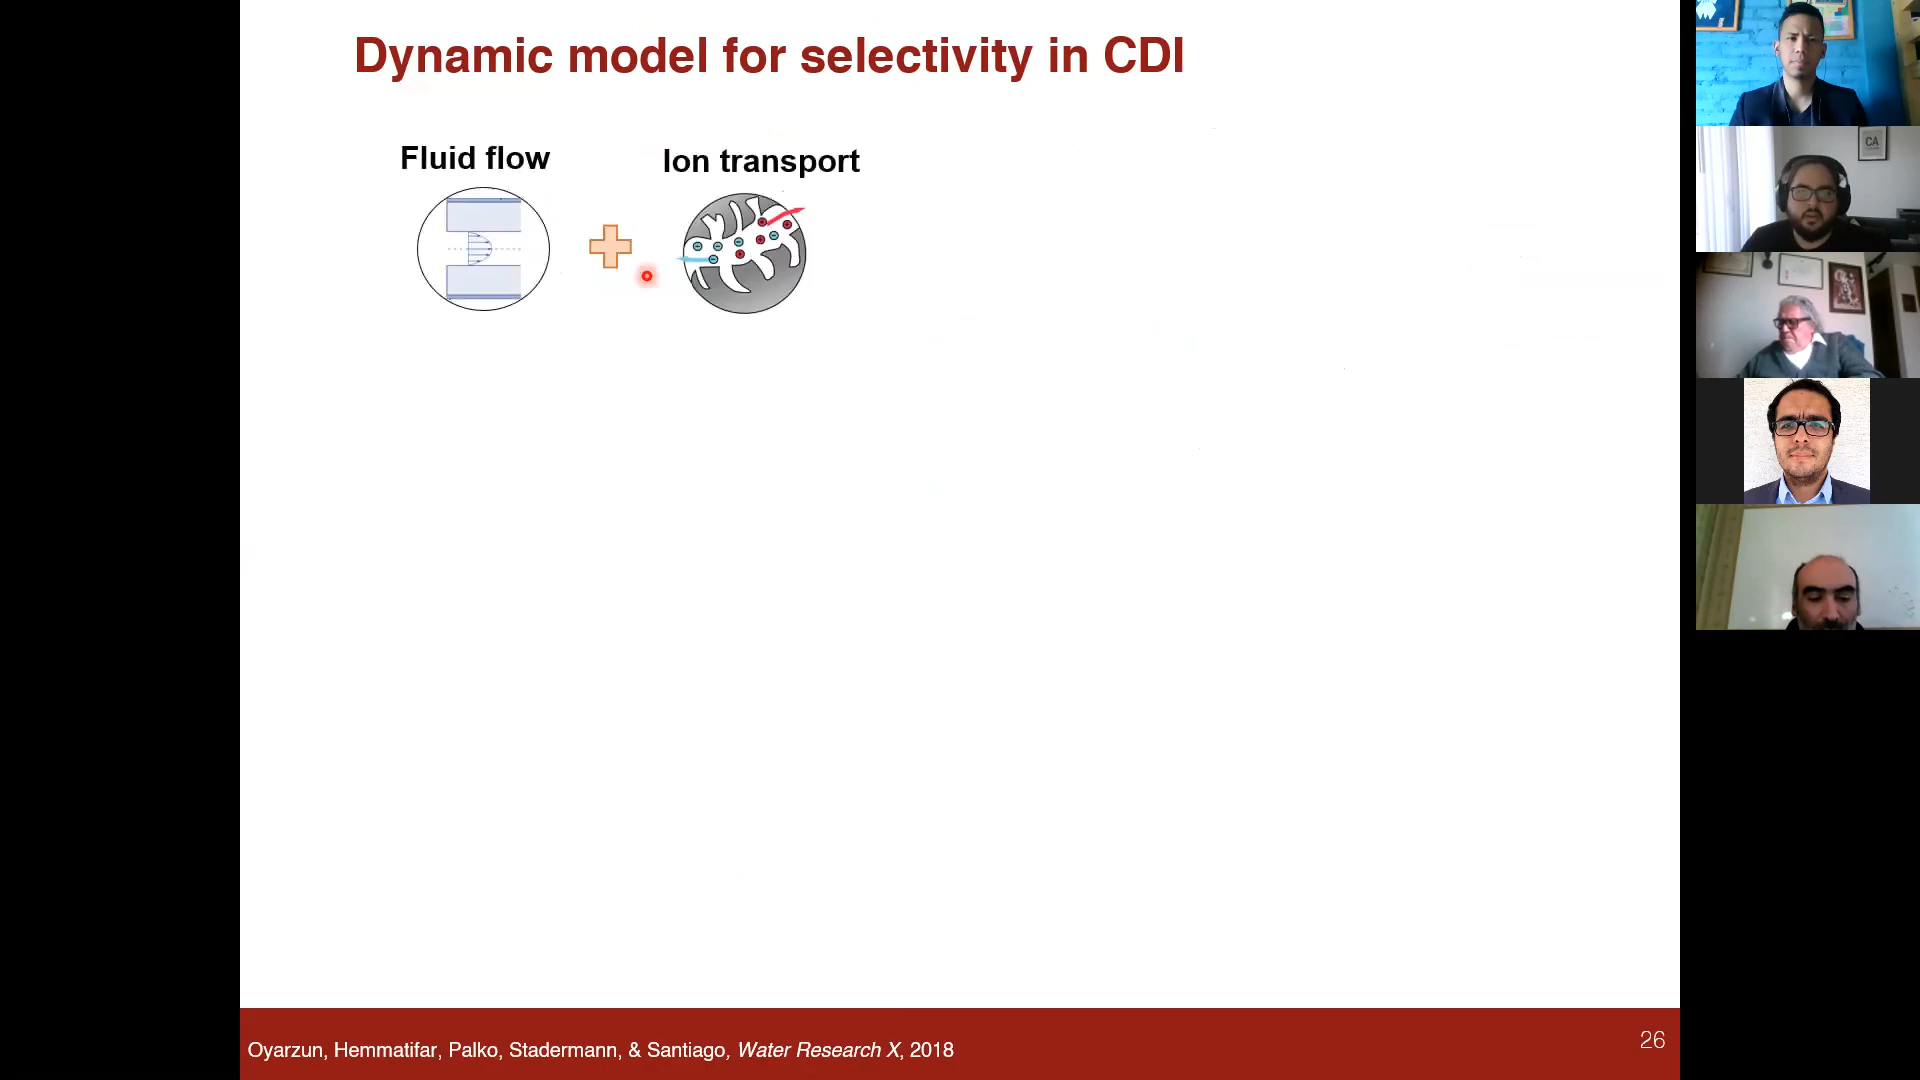 Dynamic model for selectivity in CDI
Fluid flow
Ion transport
CA
Oyarzun, Hemmatifar, Palko, Stadermann, & Santiago, Water Research X, 2018
26